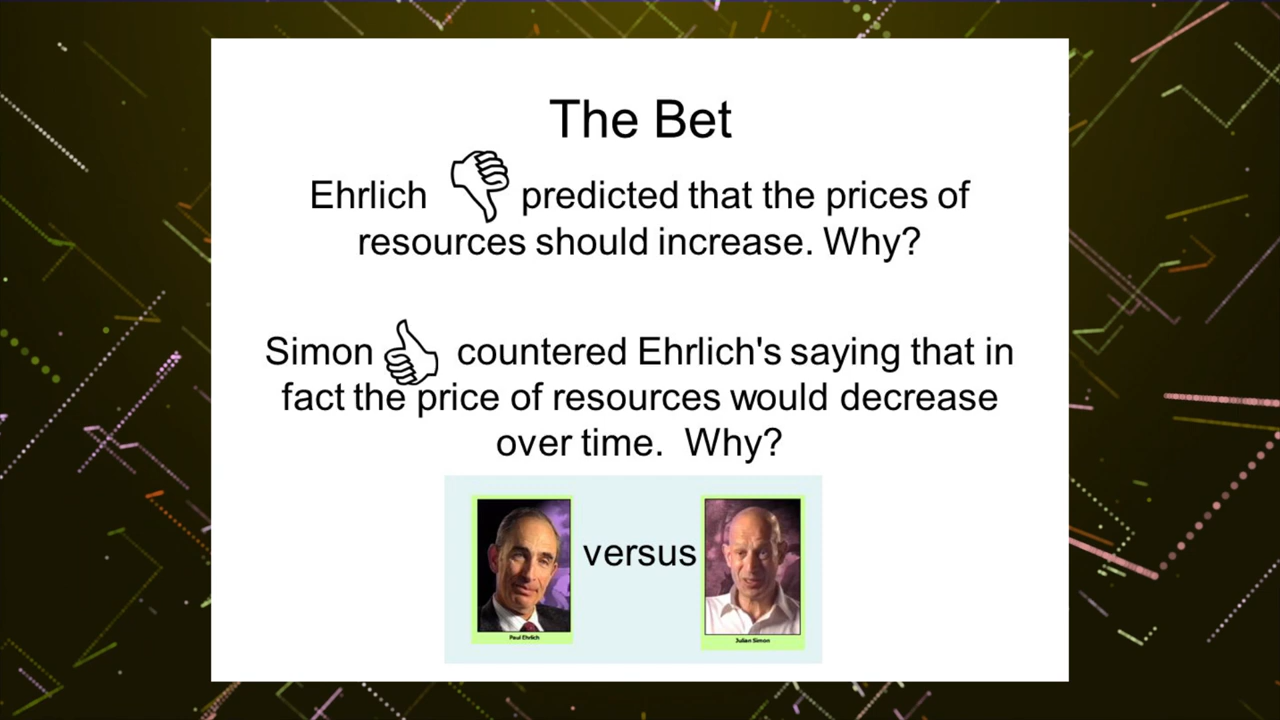 The Bet
Ehrlich predicted that the prices of
resources should increase. Why?
Simon countered Ehrlich's saying that in
fact the price of resources would decrease
over time. Why?
versus
Paul Ehrlich
Julian Simon